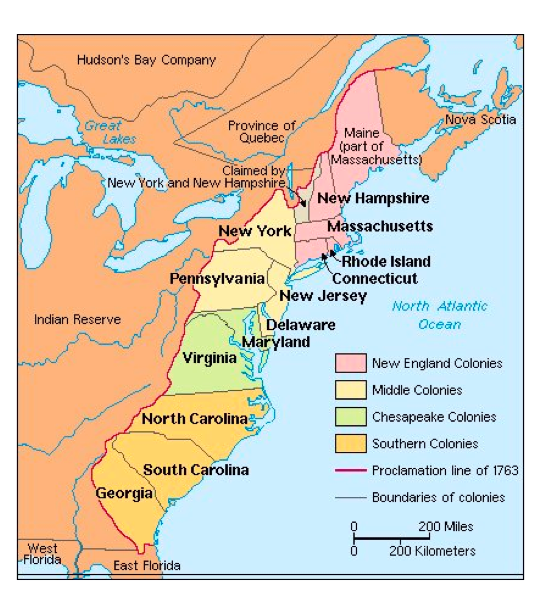 Hudson's Bay Company
Nova Scotia
Great
Lakes
Province of
Quebec
Maine
(part of
Massachusetts)
Claimed by
New York and New Hampshire
New Hampshire
Massachusetts
New York
Rhode Island
Connecticut
Pennsylvania
New Jersey
North Atlantic
Ocean
Indian Reserve
Delaware
Maryland
Virginia
New England Colonies
Middle Colonies
Chesapeake Colonies
Southern Colonies
North Carolina
South Carolina
Georgia
Proclamation line of 1763
Boundaries of colonies
0 200 Miles
0 200 Kilometers
West
Florida
East Florida